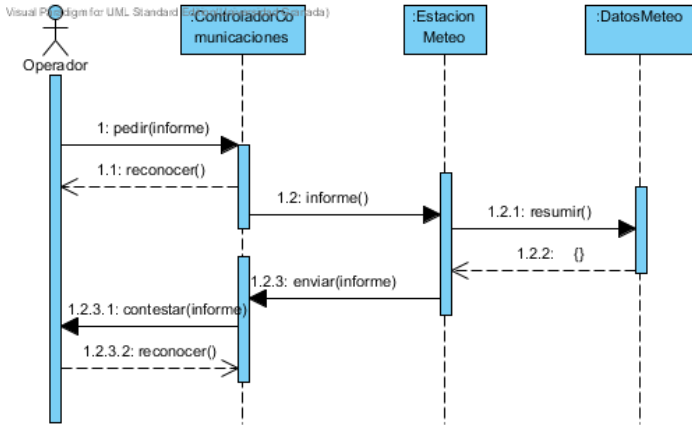 Visual Paradigm for UML Standard
:ControladorCo
municaciones
:Estacion
Meteo
:DatosMeteo
Operador
1: pedir(informe)
1.1: reconocer()
1.2: informe()
1.2.1: resumir()
1.2.2: {}
1.2.3: enviar(informe)
1.2.3.1: contestar(informe)
1.2.3.2: reconocer()